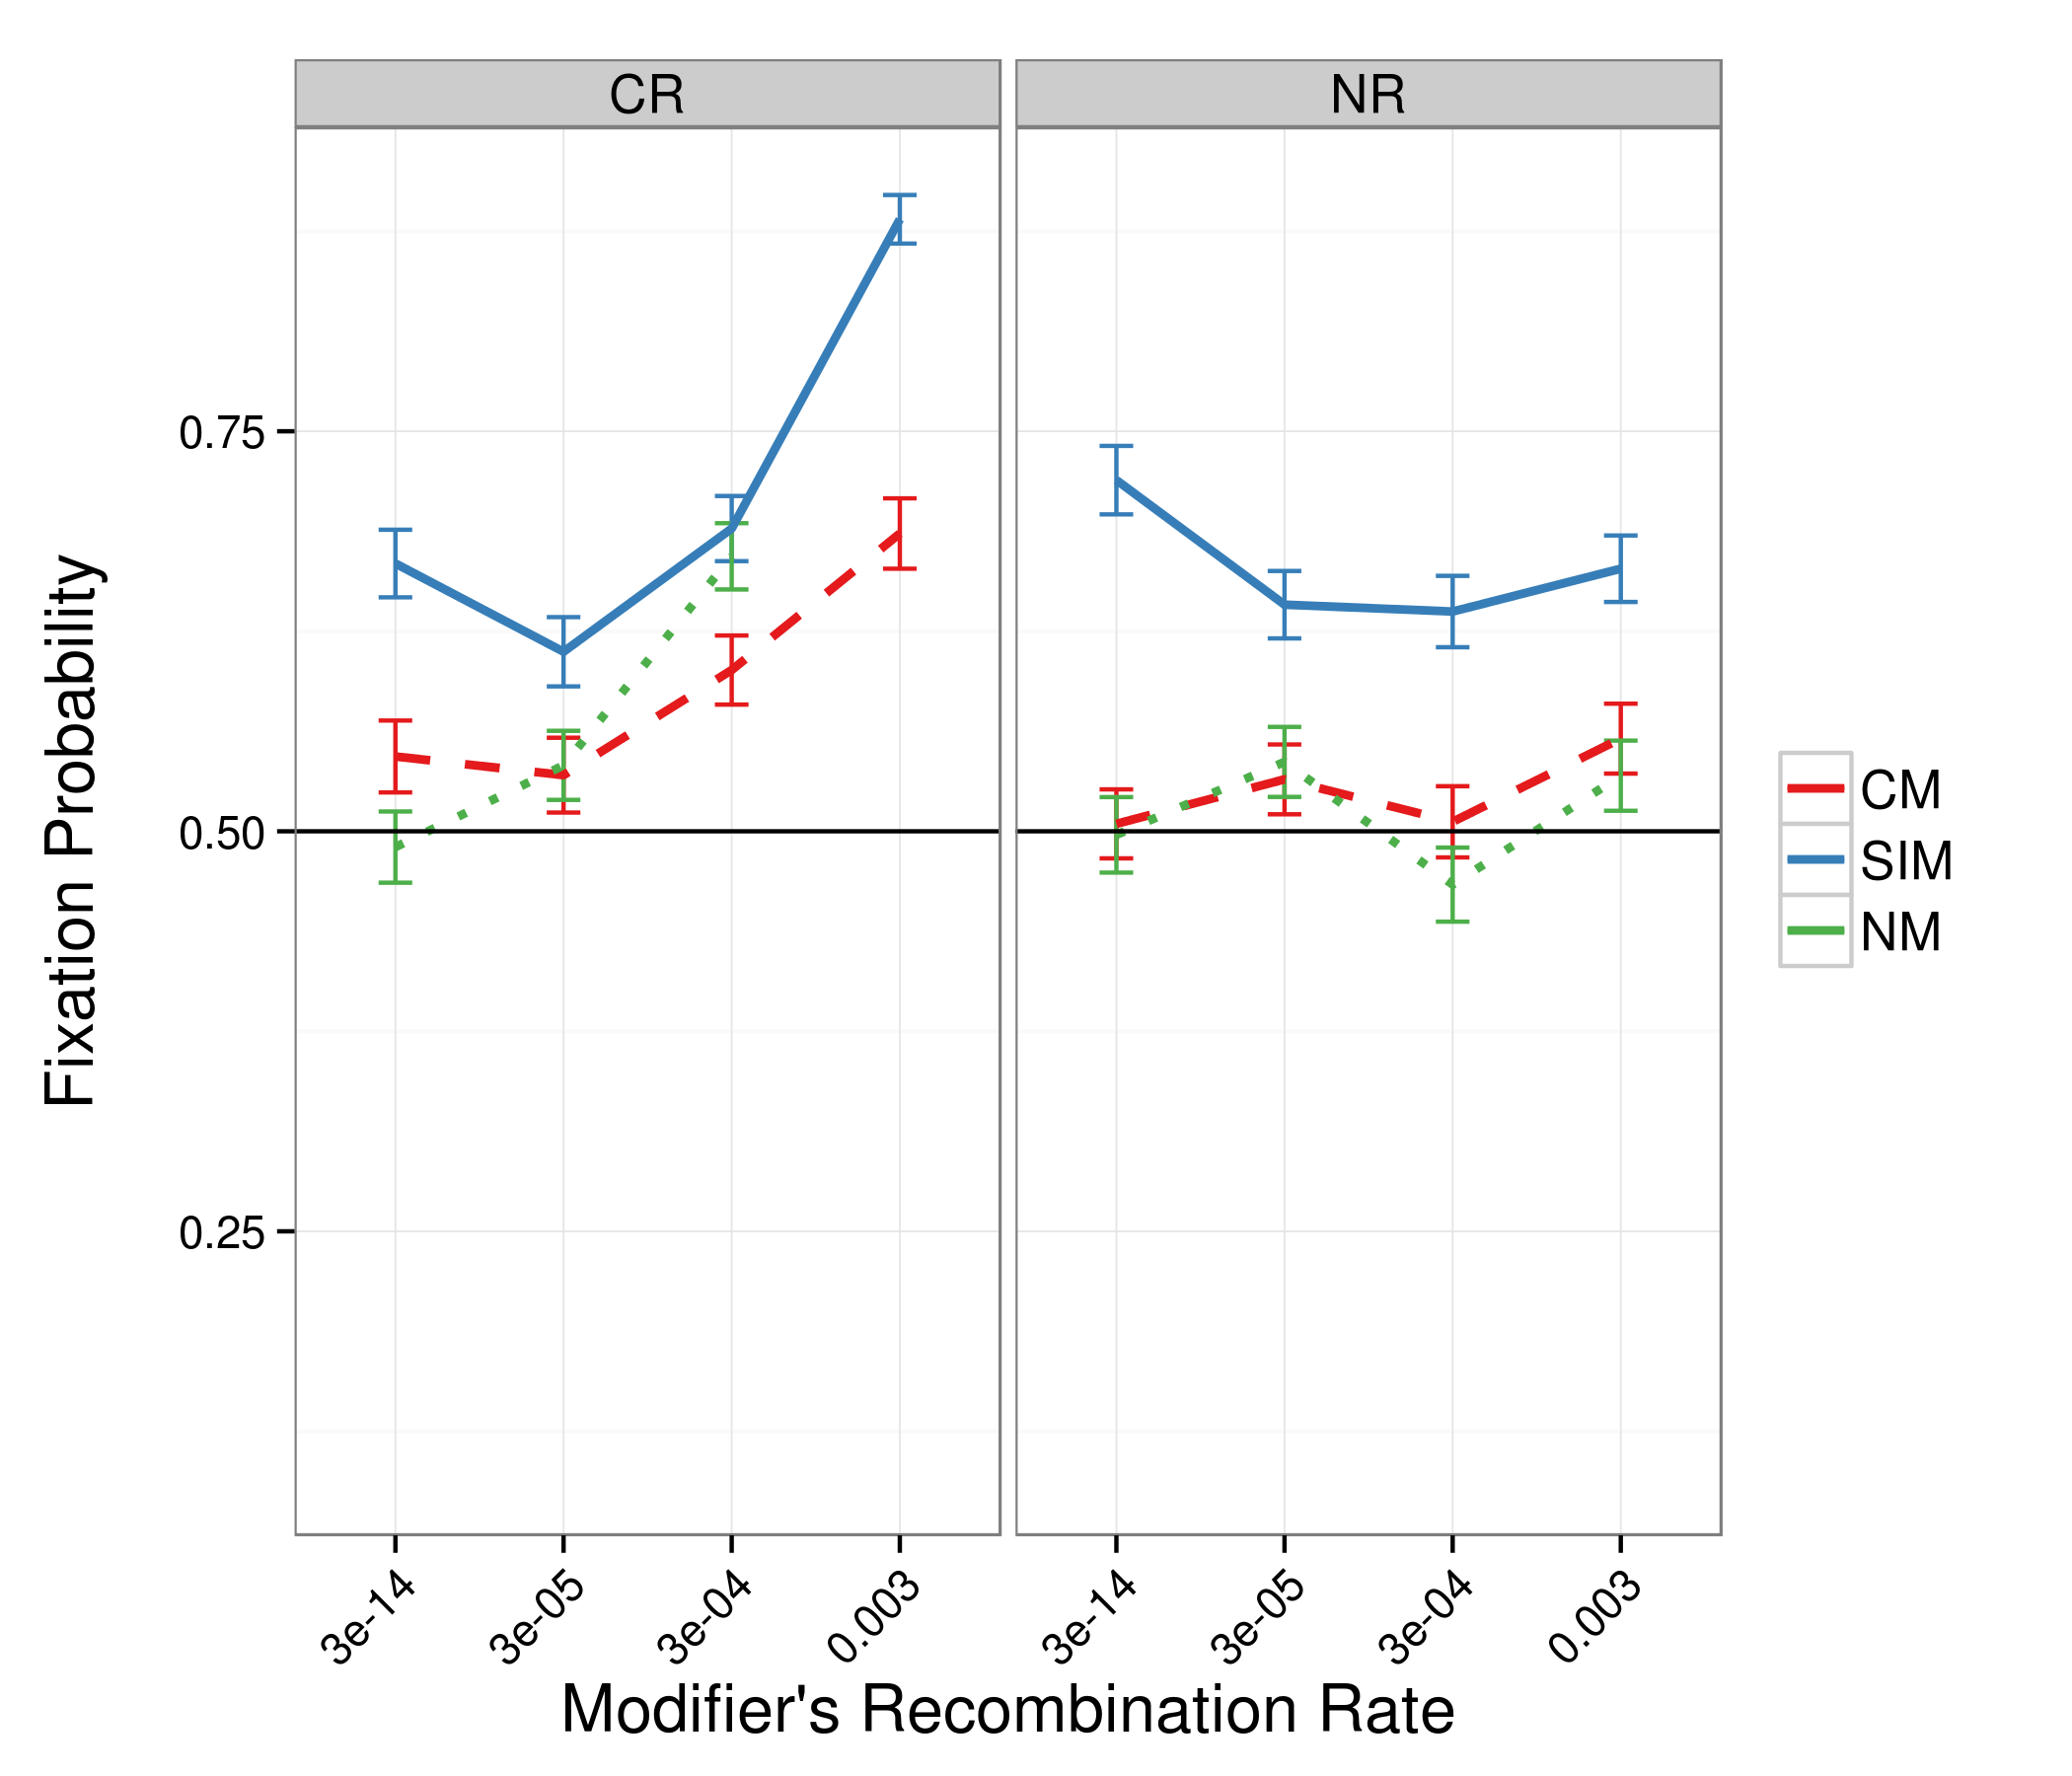 CR
NR
0.75
0.50
0.25
Fixation Probability
3e-14
3e-05
3e-04
0.003
3e-14
3e-05
3e-04
0.003
Modifier's Recombination Rate
CM
SIM
NM